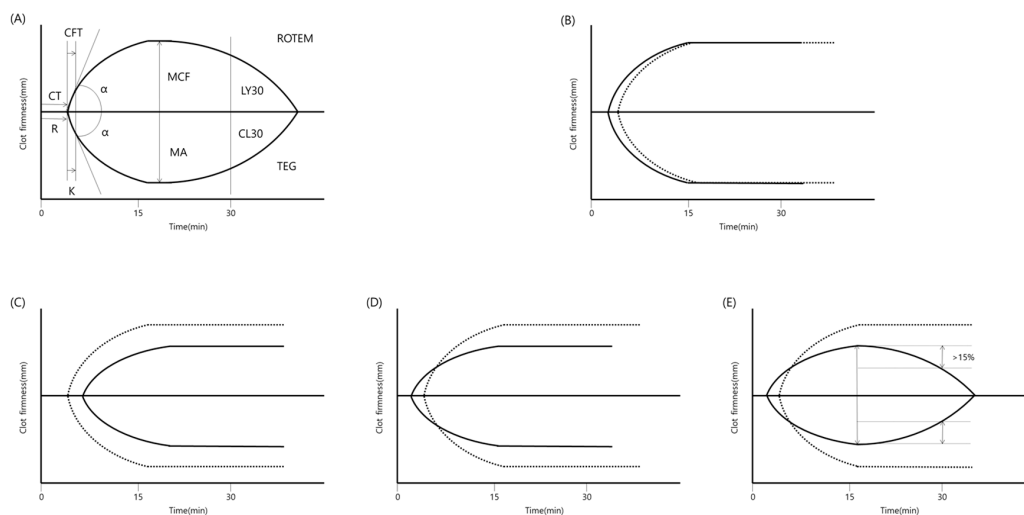 (A)
CFT
ROTEM
MCF
α
LY30
CT
R
α
CL30
MA
TEG
K
Clot firmness(mm)
0
15
30
Time(min)
(B)
Clot firmness(mm)
0
15
30
Time(min)
(C)
Clot firmness(mm)
0
15
30
Time(min)
(D)
Clot firmness(mm)
0
15
30
Time(min)
(E)
>15%
Clot firmness(mm)
0
15
30
Time(min)